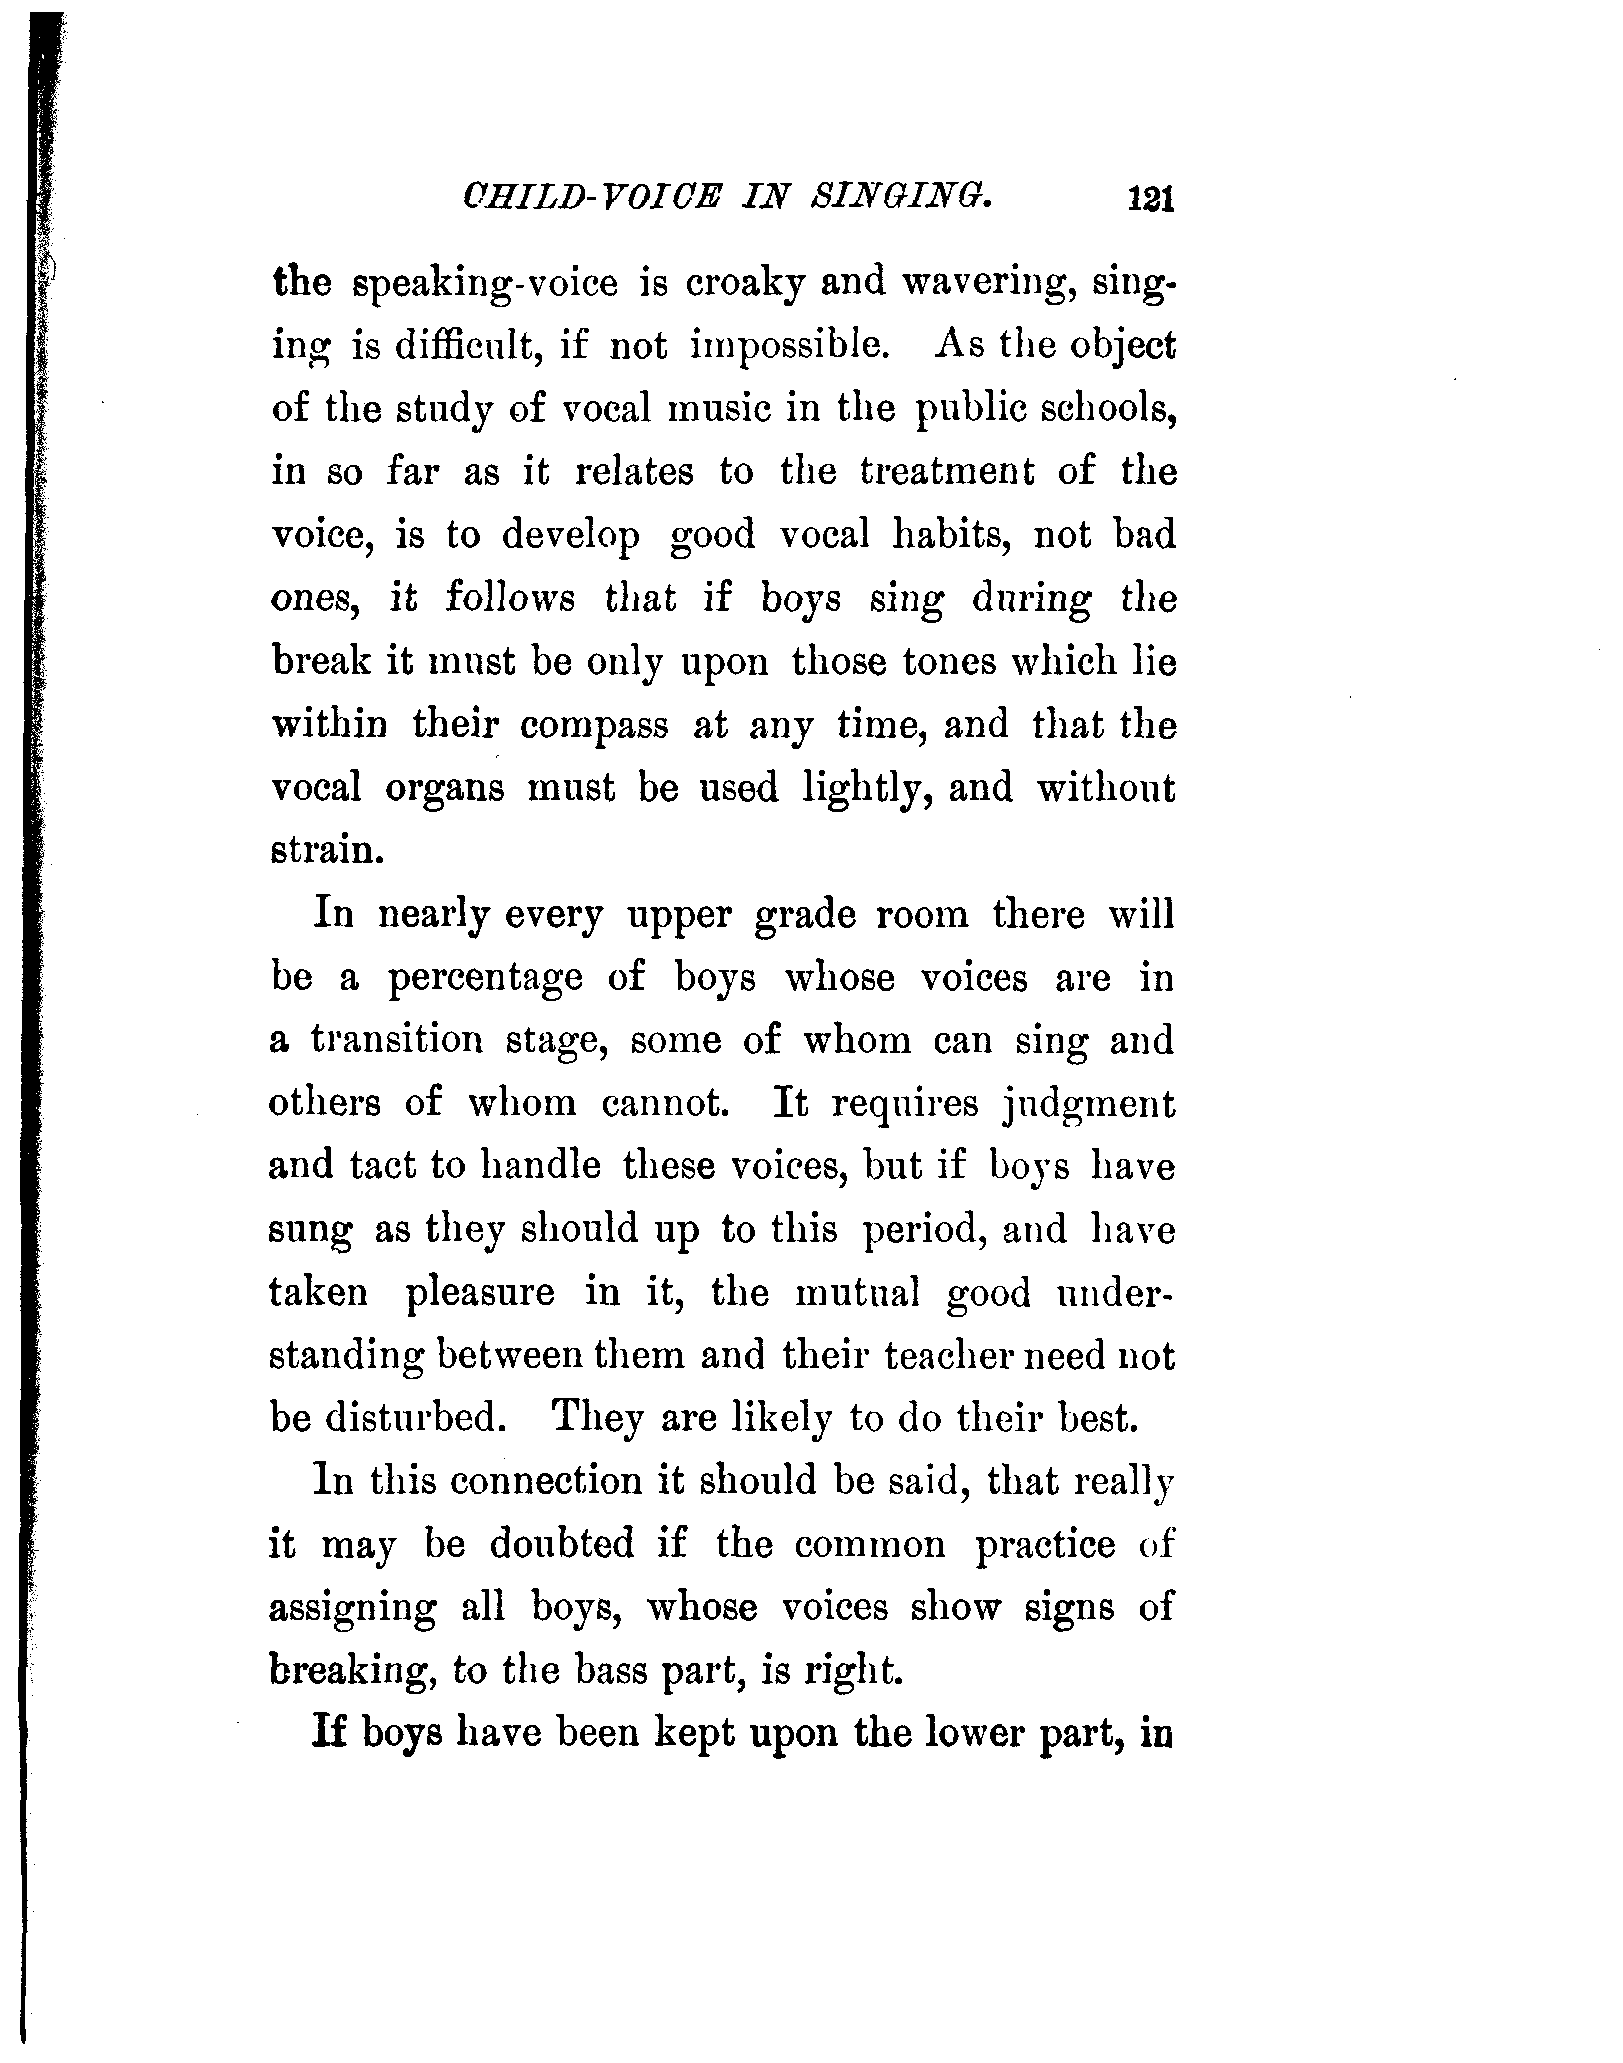 CHILD-VOICE IN SINGING. 121
the speaking-voice is croaky and wavering, sing-
ing is difficult, if not impossible. As the object
of the study of vocal music in the public schools,
in so far as it relates to the treatment of the
voice, is to develop good vocal habits, not bad
ones, it follows that if boys sing during the
break it must be only upon those tones which lie
within their compass at any time, and that the
vocal organs must be used lightly, and without
strain.
In nearly every upper grade room there will
be a percentage of boys whose voices are in
a transition stage, some of whom can sing and
others of whom cannot. It requires judgment
and tact to handle these voices, but if boys have
sung as they should up to this period, and have
taken pleasure in it, the mutual good under-
standing between them and their teacher need not
be disturbed. They are likely to do their best.
In this connection it should be said, that really
it may be doubted if the common practice of
assigning all boys, whose voices show signs of
breaking, to the bass part, is right.
If boys have been kept upon the lower part, in